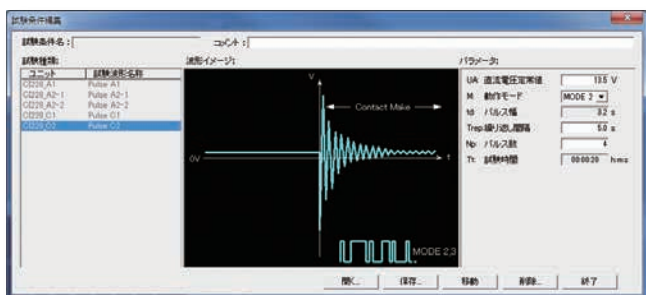 試験条件編集
試験条件名: コメント:
試験種類: 波形イメージ: パラメータ:
ユニット 試験波形名称
CI220_A1 Pulse A1
CI220_A2-1 Pulse A2-1
CI220_A2-2 Pulse A2-2
CI220_C1 Pulse C1
CI220_C2 Pulse C2
V
Contact Make
0V
t
MODE 2,3
UA: 直流電圧定常値 13.5 V
M: 動作モード MODE 2
td: パルス幅 0.2 s
Trep: 繰り返し間隔 5.0 s
Np: パルス数 4
Tt: 試験時間 00:00:20 h:m:s
開く... 保存... 移動 削除... 終了